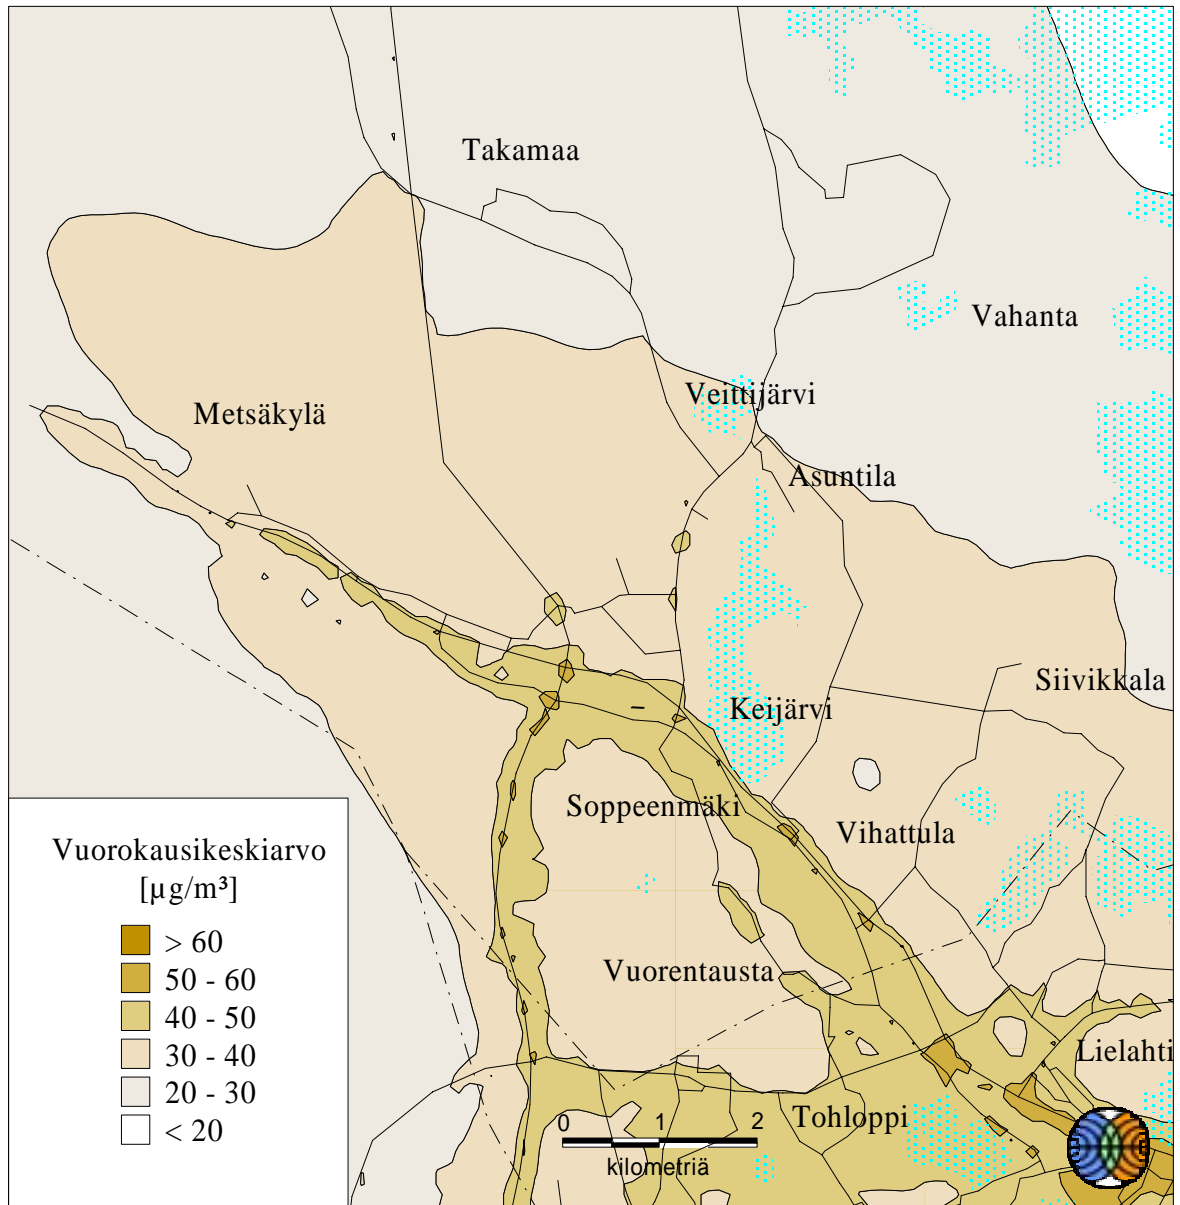 Takamaa
Vahanta
Veittijärvi
Metsäkylä
Asuntila
Siivikkala
Keijärvi
Soppeenmäki
Vihattula
Vuorentausta
Lielahti
Tohloppi
0 1 2
kilometriä
Vuorokausikeskiarvo
[µg/m³]
> 60
50 - 60
40 - 50
30 - 40
20 - 30
< 20